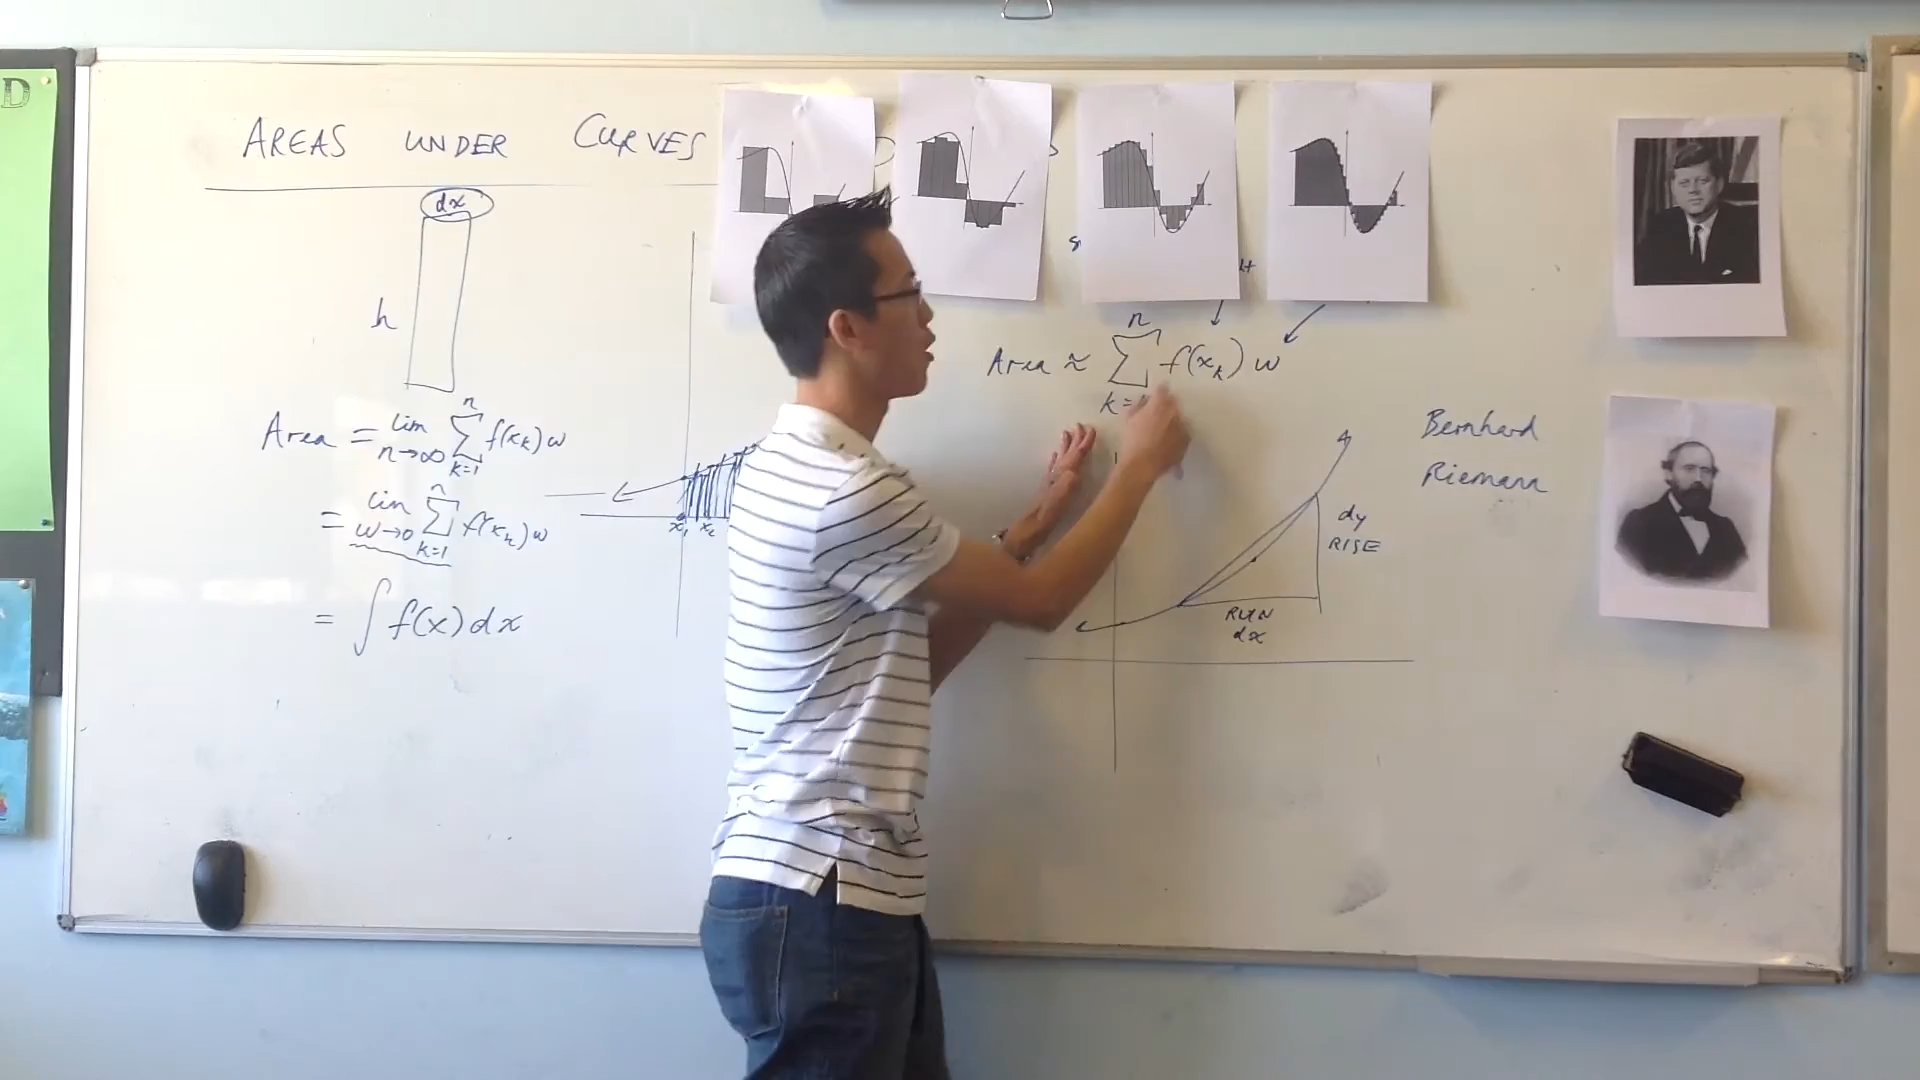 D
AREAS UNDER CURVES
dx
h
Area = lim n→∞ n Σ k=1 f(xₖ) w
= lim w→0 n Σ k=1 f(xₖ) w
= ∫ f(x) dx
x₁ x₂
Area ≈ n Σ k=1 f(xₖ) w
dy
RISE
RUN
dx
Bernhard
Riemann